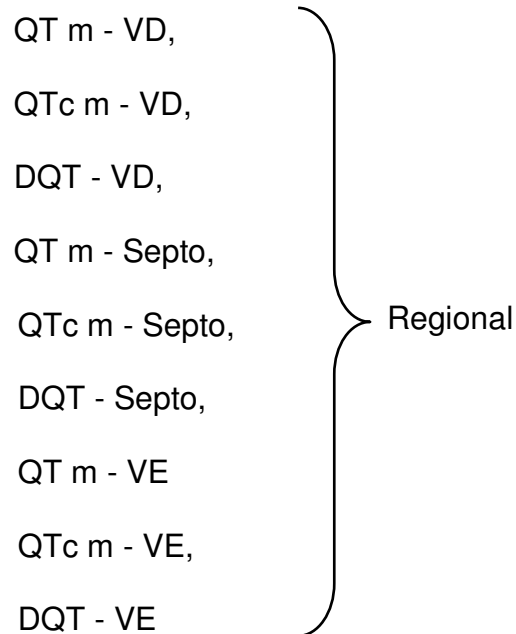 QT m - VD,
QTc m - VD,
DQT - VD,
QT m - Septo,
QTc m - Septo,
Regional
DQT - Septo,
QT m - VE
QTc m - VE,
DQT - VE